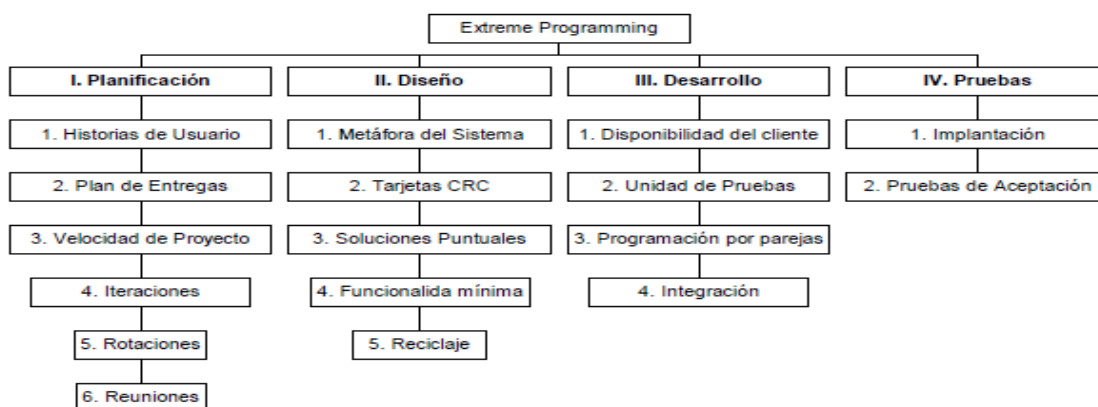 Extreme Programming
I. Planificación
1. Historias de Usuario
2. Plan de Entregas
3. Velocidad de Proyecto
4. Iteraciones
5. Rotaciones
6. Reuniones
II. Diseño
1. Metáfora del Sistema
2. Tarjetas CRC
3. Soluciones Puntuales
4. Funcionalida mínima
5. Reciclaje
III. Desarrollo
1. Disponibilidad del cliente
2. Unidad de Pruebas
3. Programación por parejas
4. Integración
IV. Pruebas
1. Implantación
2. Pruebas de Aceptación